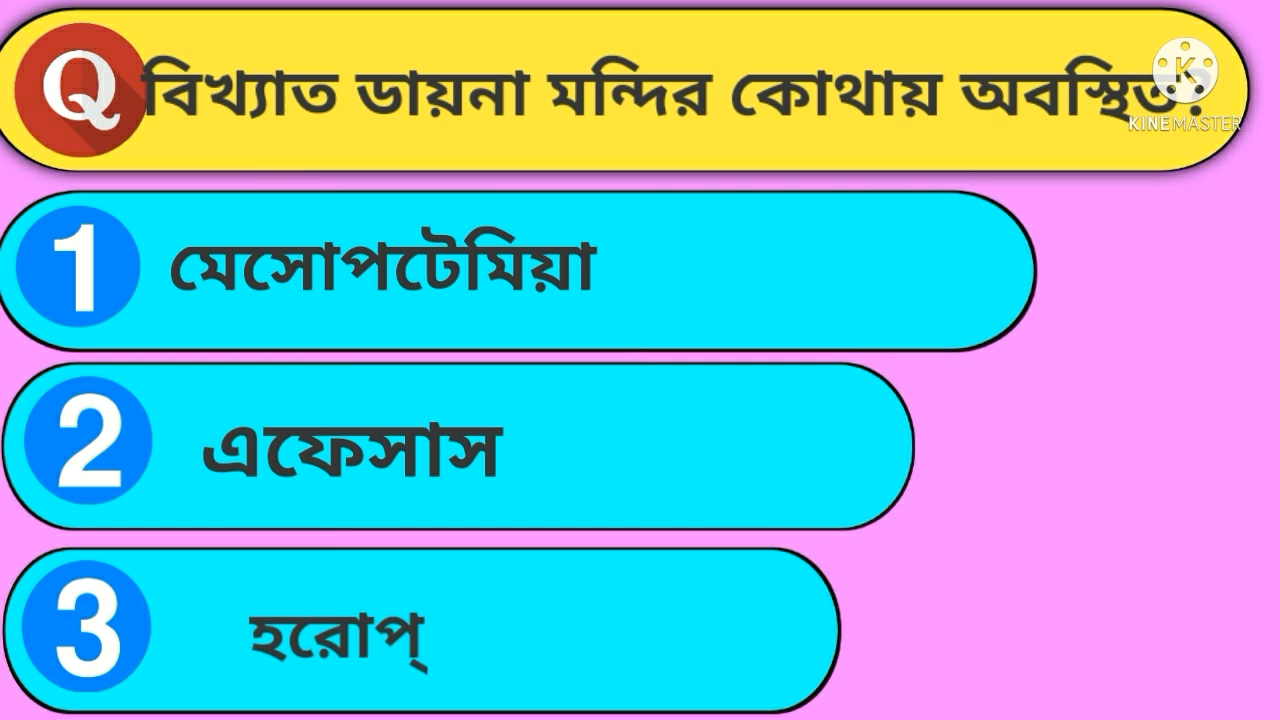 Q বিখ্যাত ডায়না মন্দির কোথায় অবস্থিত?
KINEMASTER
1 মেসোপটেমিয়া
2 এফেসাস
3 হরোপ্